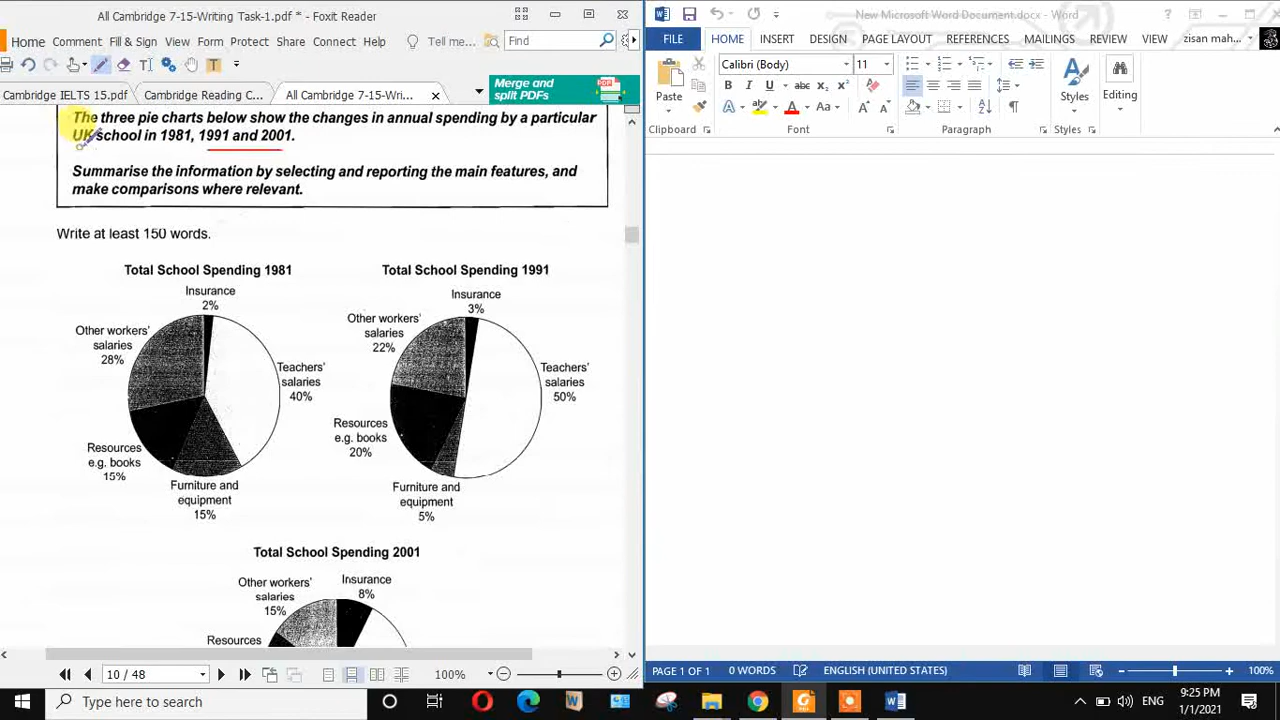 All Cambridge 7-15-Writing Task-1.pdf * - Foxit Reader
Home Comment Fill & Sign View Form Protect Share Connect Help Tell me... Find
Cambridge IELTS 15.pdf Cambridge Reading ... All Cambridge 7-15-Wri...
Merge and
split PDFs
The three pie charts below show the changes in annual spending by a particular
UK school in 1981, 1991 and 2001.
Summarise the information by selecting and reporting the main features, and
make comparisons where relevant.
Write at least 150 words.
Total School Spending 1981
Insurance
2%
Other workers'
salaries
28%
Teachers'
salaries
40%
Resources
e.g. books
15%
Furniture and
equipment
15%
Total School Spending 1991
Insurance
3%
Other workers'
salaries
22%
Teachers'
salaries
50%
Resources
e.g. books
20%
Furniture and
equipment
5%
Total School Spending 2001
Other workers'
salaries
15%
Insurance
8%
Resources
10 / 48
100%
New Microsoft Word Document.docx - Word
FILE HOME INSERT DESIGN PAGE LAYOUT REFERENCES MAILINGS REVIEW VIEW zisan mah...
Calibri (Body) 11
Paste
B I U abc X₂ X²
A Aa A A
Styles
Editing
Clipboard Font Paragraph Styles
PAGE 1 OF 1 0 WORDS ENGLISH (UNITED STATES) 100%
Type here to search
ENG
9:25 PM
1/1/2021